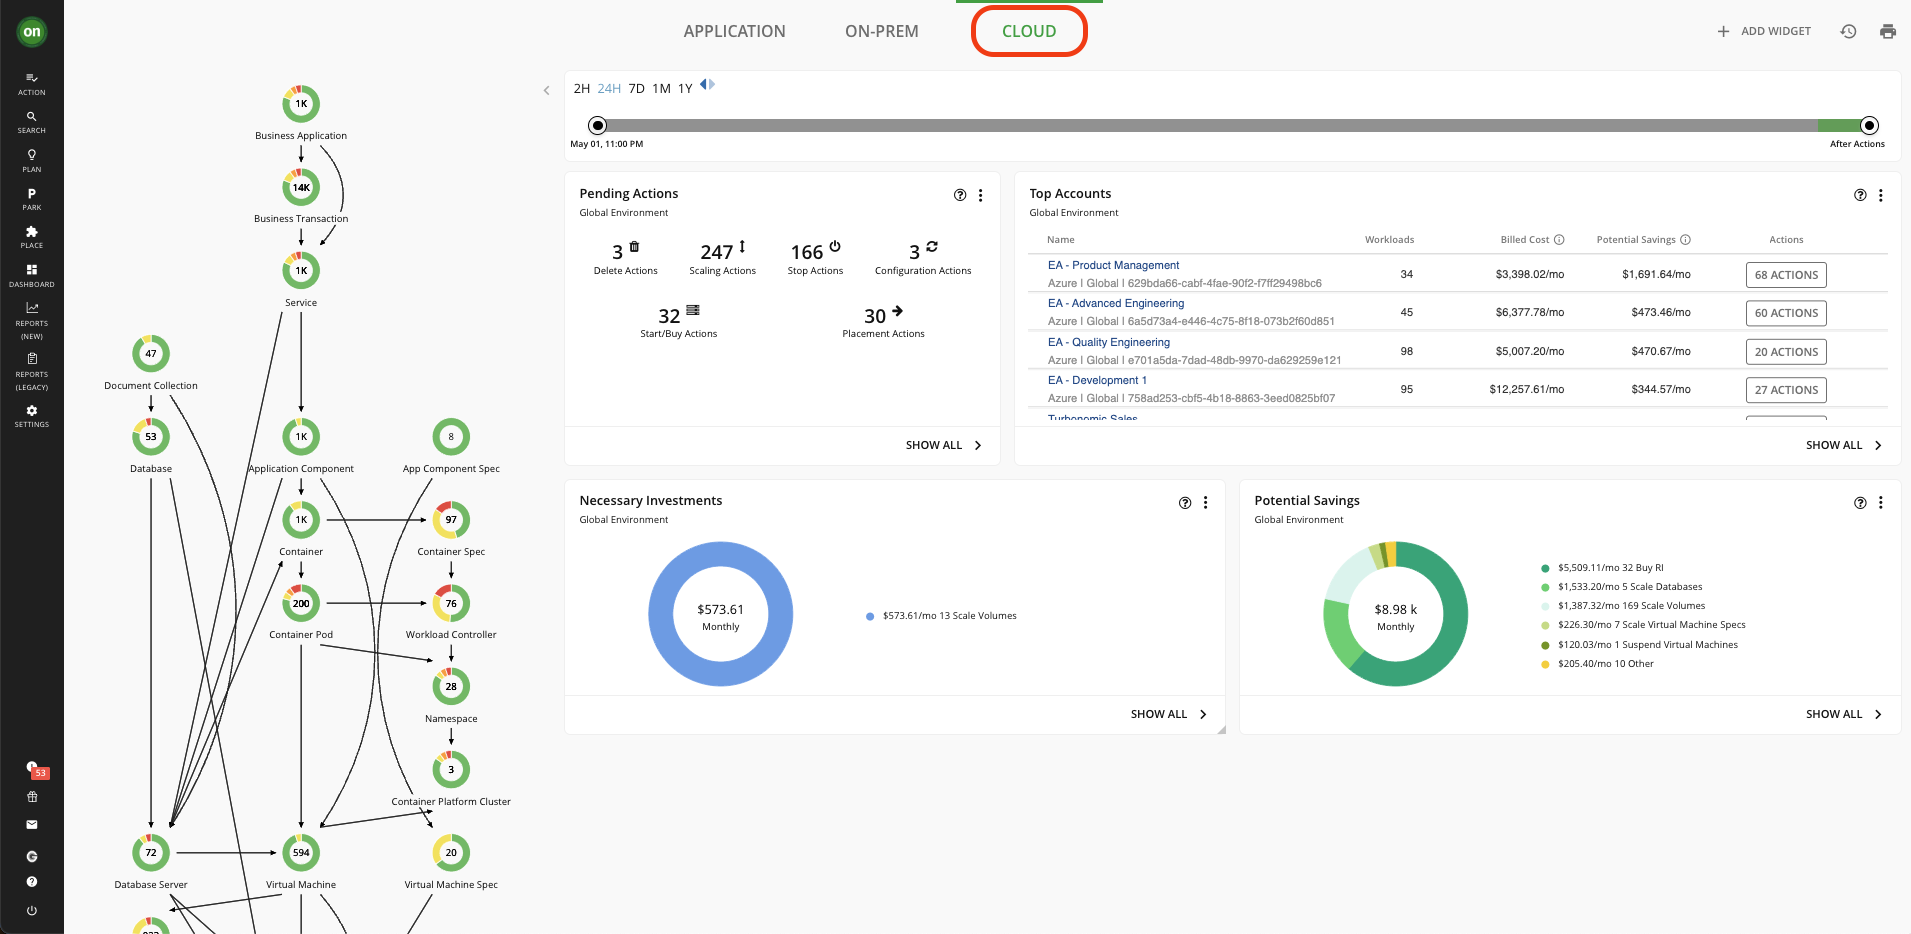 on
ACTION
SEARCH
PLAN
P
PARK
PLACE
DASHBOARD
REPORTS
(NEW)
REPORTS
(LEGACY)
SETTINGS
53
APPLICATION
ON-PREM
CLOUD
ADD WIDGET
1K
Business Application
14K
Business Transaction
1K
Service
47
Document Collection
53
Database
1K
Application Component
8
App Component Spec
1K
Container
97
Container Spec
200
Container Pod
76
Workload Controller
28
Namespace
3
Container Platform Cluster
72
Database Server
594
Virtual Machine
20
Virtual Machine Spec
2H 24H 7D 1M 1Y
May 01, 11:00 PM
After Actions
Pending Actions
Global Environment
3
Delete Actions
247
Scaling Actions
166
Stop Actions
3
Configuration Actions
32
Start/Buy Actions
30
Placement Actions
SHOW ALL
Top Accounts
Global Environment
Name Workloads Billed Cost Potential Savings Actions
EA - Product Management
Azure | Global | 629bda66-cabf-4fae-90f2-f7ff29498bc6
34 $3,398.02/mo $1,691.64/mo 68 ACTIONS
EA - Advanced Engineering
Azure | Global | 6a5d73a4-e446-4c75-8f18-073b2f60d851
45 $6,377.78/mo $473.46/mo 60 ACTIONS
EA - Quality Engineering
Azure | Global | e701a5da-7dad-48db-9970-da629259e121
98 $5,007.20/mo $470.67/mo 20 ACTIONS
EA - Development 1
Azure | Global | 758ad253-cbf5-4b18-8863-3eed0825bf07
95 $12,257.61/mo $344.57/mo 27 ACTIONS
Turbonomic Sales
SHOW ALL
Necessary Investments
Global Environment
$573.61
Monthly
$573.61/mo 13 Scale Volumes
SHOW ALL
Potential Savings
Global Environment
$8.98 k
Monthly
$5,509.11/mo 32 Buy RI
$1,533.20/mo 5 Scale Databases
$1,387.32/mo 169 Scale Volumes
$226.30/mo 7 Scale Virtual Machine Specs
$120.03/mo 1 Suspend Virtual Machines
$205.40/mo 10 Other
SHOW ALL